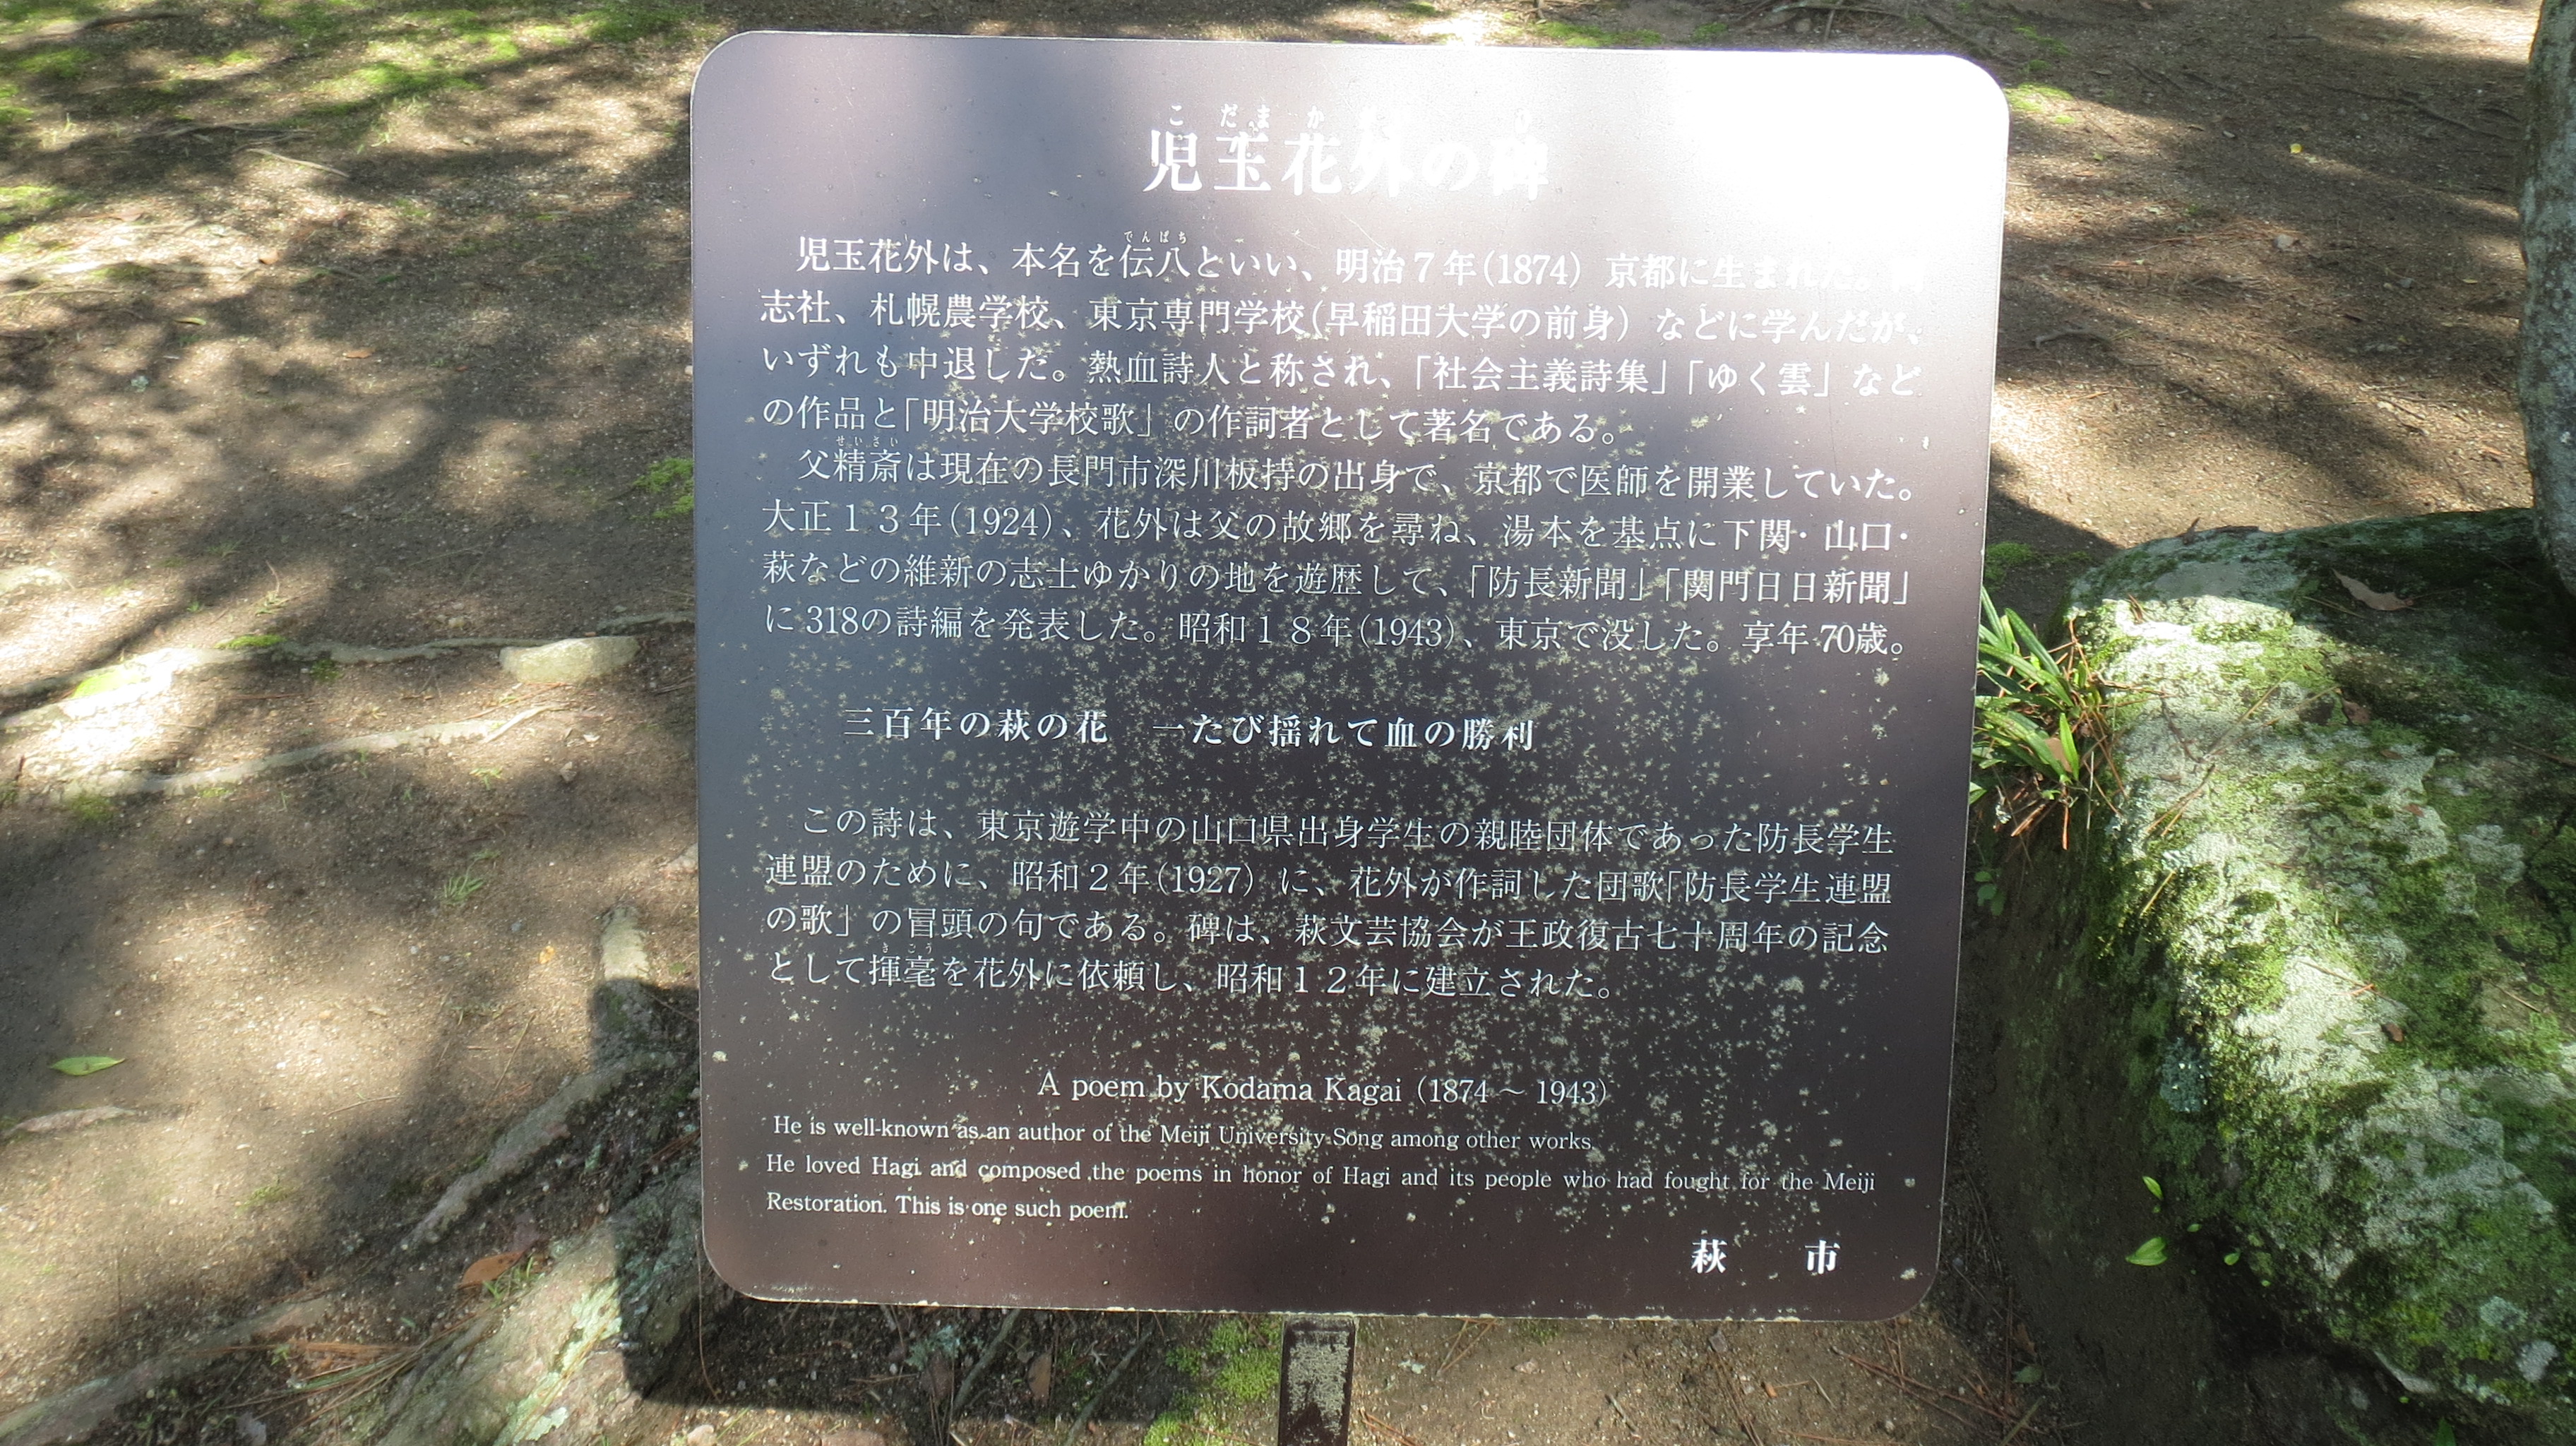 児玉花外の碑
児玉花外は、本名を伝八といい、明治７年(1874) 京都に生まれた。同
志社、札幌農学校、東京専門学校(早稲田大学の前身) などに学んだが、
いずれも中退した。熱血詩人と称され、「社会主義詩集」「ゆく雲」など
の作品と「明治大学校歌」の作詞者として著名である。
父精斎は現在の長門市深川板持の出身で、京都で医師を開業していた。
大正１３年(1924)、花外は父の故郷を尋ね、湯本を基点に下関・山口・
萩などの維新の志士ゆかりの地を遊歴して、「防長新聞」「関門日日新聞」
に318の詩編を発表した。昭和１８年(1943)、東京で没した。享年70歳。
三百年の萩の花　一たび揺れて血の勝利
この詩は、東京遊学中の山口県出身学生の親睦団体であった防長学生
連盟のために、昭和２年(1927) に、花外が作詞した団歌「防長学生連盟
の歌」の冒頭の句である。碑は、萩文芸協会が王政復古七十周年の記念
として揮毫を花外に依頼し、昭和１２年に建立された。
A poem by Kodama Kagai (1874～1943)
He is well-known as an author of the Meiji University Song among other works.
He loved Hagi and composed the poems in honor of Hagi and its people who had fought for the Meiji
Restoration. This is one such poem.
萩　市